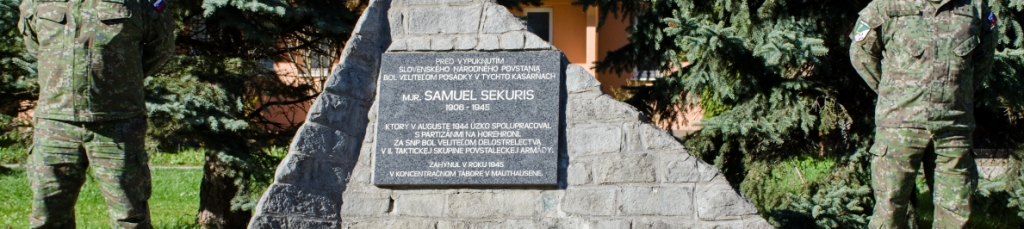 PRED VYPUKNUTÍM
SLOVENSKÉHO NÁRODNÉHO POVSTANIA
BOL VELITEĽOM POSÁDKY V TÝCHTO KASÁRŇACH
MJR. SAMUEL SEKURIS
1906 - 1945
KTORÝ V AUGUSTE 1944 ÚZKO SPOLUPRACOVAL
S PARTIZÁNMI NA HOREHRONÍ.
ZA SNP BOL VELITEĽOM DELOSTRELECTVA
V II. TAKTICKEJ SKUPINE POVSTALECKEJ ARMÁDY.
ZAHYNUL V ROKU 1945
V KONCENTRAČNOM TÁBORE V MAUTHAUSENE.